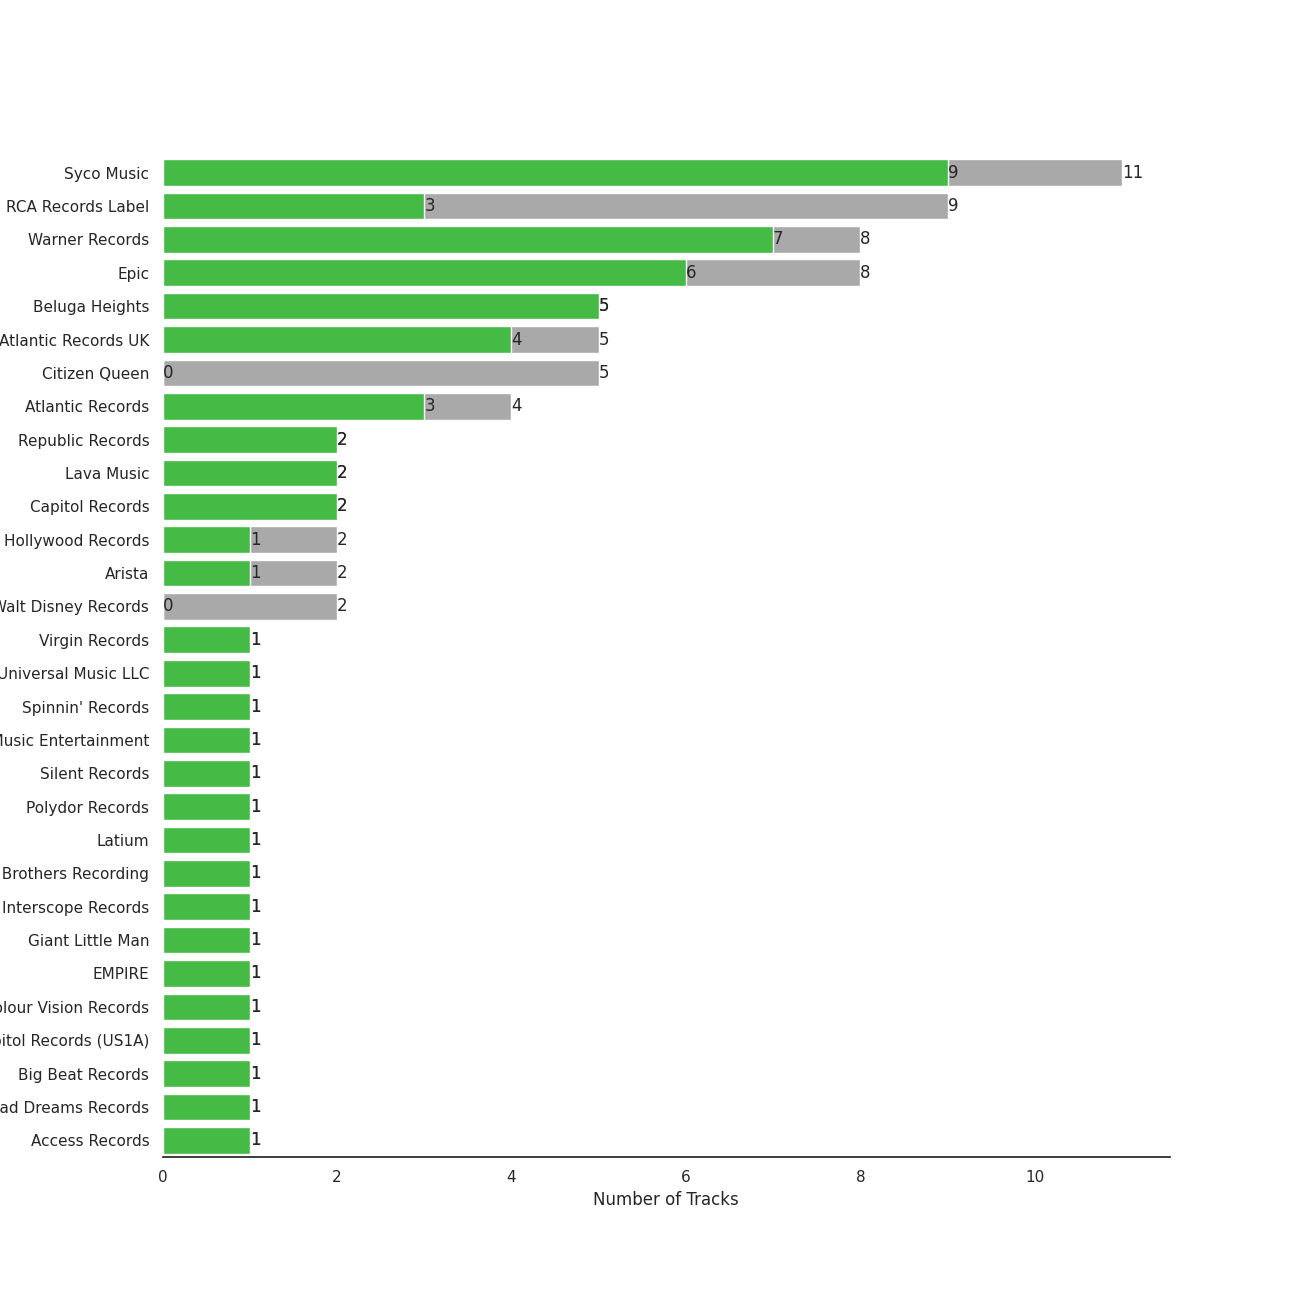 Syco Music 9 11
RCA Records Label 3 9
Warner Records 7 8
Epic 6 8
Beluga Heights 5
Atlantic Records UK 4 5
Citizen Queen 0 5
Atlantic Records 3 4
Republic Records 2
Lava Music 2
Capitol Records 2
Hollywood Records 1 2
Arista 1 2
Walt Disney Records 0 2
Virgin Records 1
Universal Music LLC 1
Spinnin' Records 1
Music Entertainment 1
Silent Records 1
Polydor Records 1
Latium 1
Brothers Recording 1
Interscope Records 1
Giant Little Man 1
EMPIRE 1
olour Vision Records 1
itol Records (US1A) 1
Big Beat Records 1
ad Dreams Records 1
Access Records 1
0 2 4 6 8 10
Number of Tracks